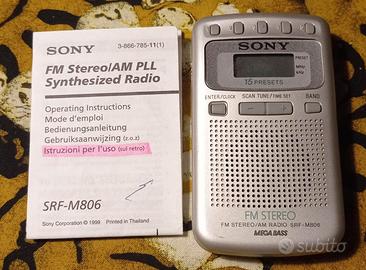 SONY
3-866-785-11(1)
FM Stereo/AM PLL
Synthesized Radio
Operating Instructions
Mode d'emploi
Bedienungsanleitung
Gebruiksaanwijzing (z.o.z)
Istruzioni per l'uso (sul retro)
SRF-M806
Sony Corporation © 1999 Printed in Thailand
SONY
15 PRESETS
PRESET
MHz
kHz
ENTER/CLOCK
SCAN TUNE / TIME SET
BAND
- +
FM STEREO
FM STEREO/AM RADIO SRF-M806
MEGA BASS
subito